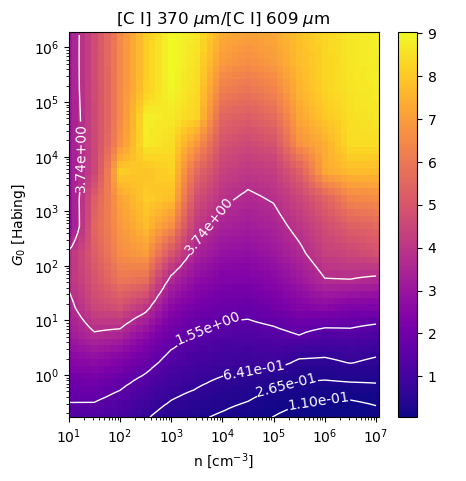 [C I] 370 μm/[C I] 609 μm
G₀ [Habing]
10⁶
10⁵
10⁴
10³
10²
10¹
10⁰
3.74e+00
3.74e+00
1.55e+00
6.41e-01
2.65e-01
1.10e-01
10¹ 10² 10³ 10⁴ 10⁵ 10⁶ 10⁷
n [cm⁻³]
9
8
7
6
5
4
3
2
1